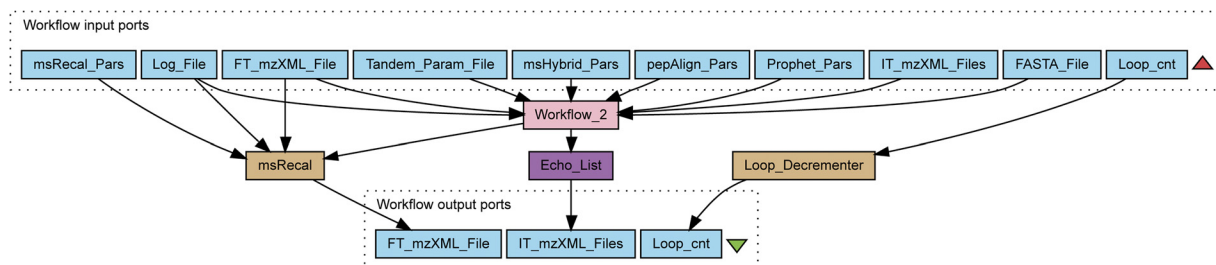 Workflow input ports
msRecal_Pars Log_File FT_mzXML_File Tandem_Param_File msHybrid_Pars pepAlign_Pars Prophet_Pars IT_mzXML_Files FASTA_File Loop_cnt
Workflow_2
msRecal Echo_List Loop_Decrementer
Workflow output ports
FT_mzXML_File IT_mzXML_Files Loop_cnt